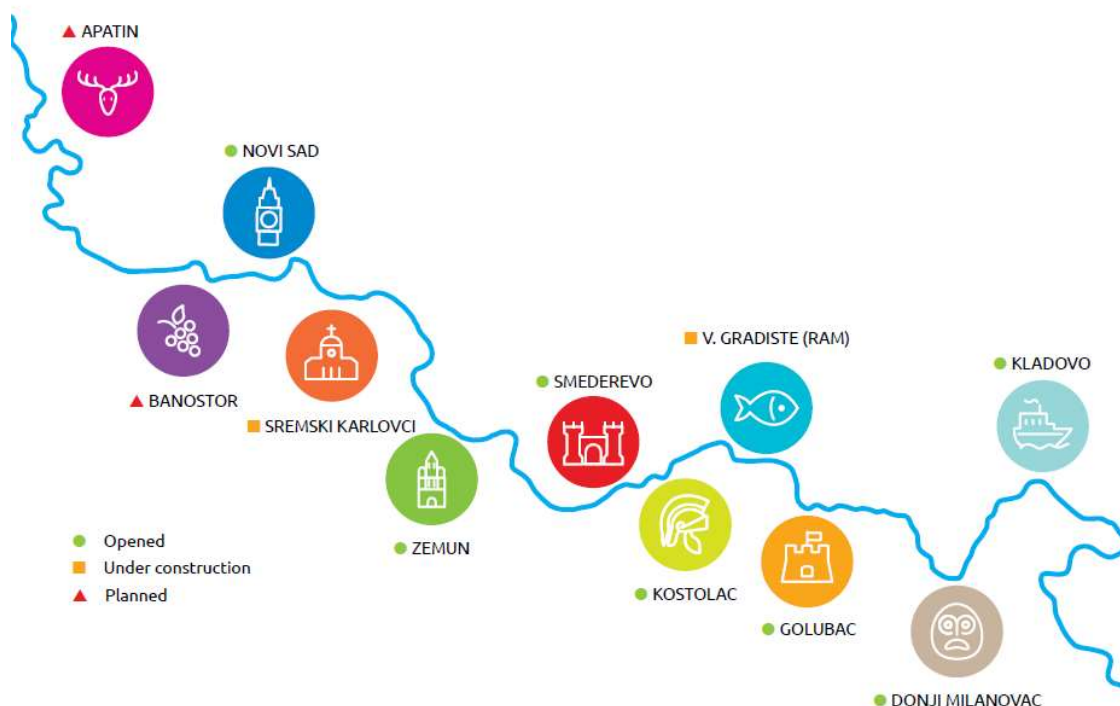 APATIN
NOVI SAD
V. GRADISTE (RAM)
KLADOVO
SMEDEREVO
BANOSTOR
SREMSKI KARLOVCI
ZEMUN
KOSTOLAC
GOLUBAC
DONJI MILANOVAC
Opened
Under construction
Planned